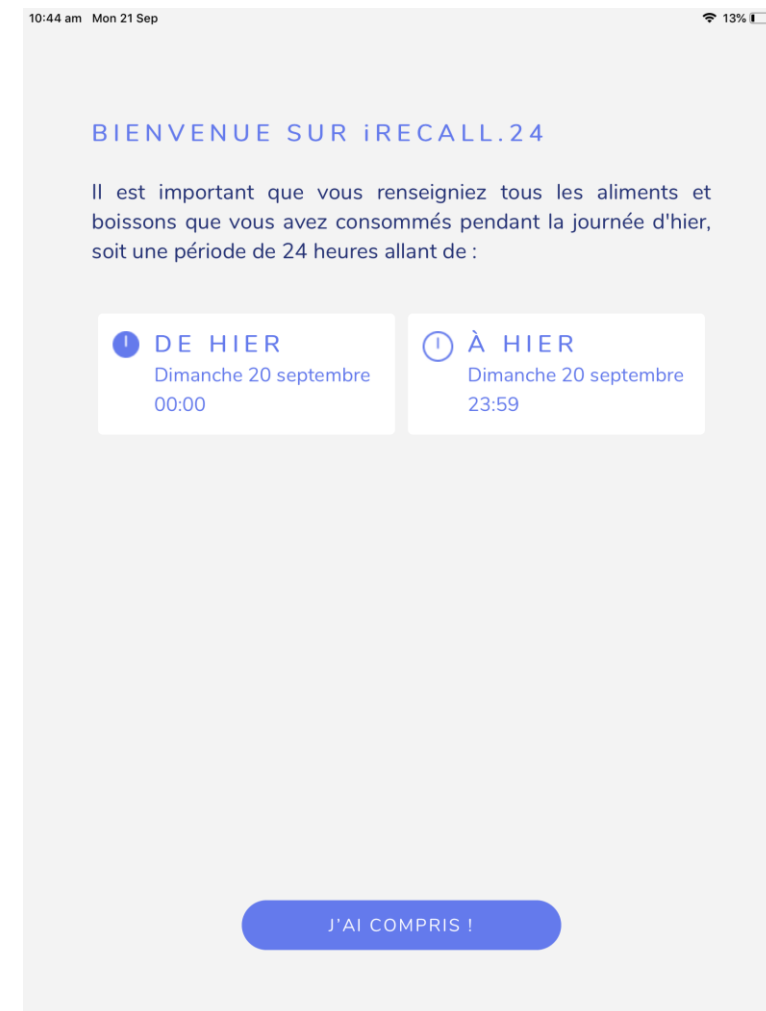 10:44 am Mon 21 Sep 13%
BIENVENUE SUR iRECALL.24
Il est important que vous renseigniez tous les aliments et
boissons que vous avez consommés pendant la journée d'hier,
soit une période de 24 heures allant de :
DE HIER
Dimanche 20 septembre
00:00
À HIER
Dimanche 20 septembre
23:59
J'AI COMPRIS !